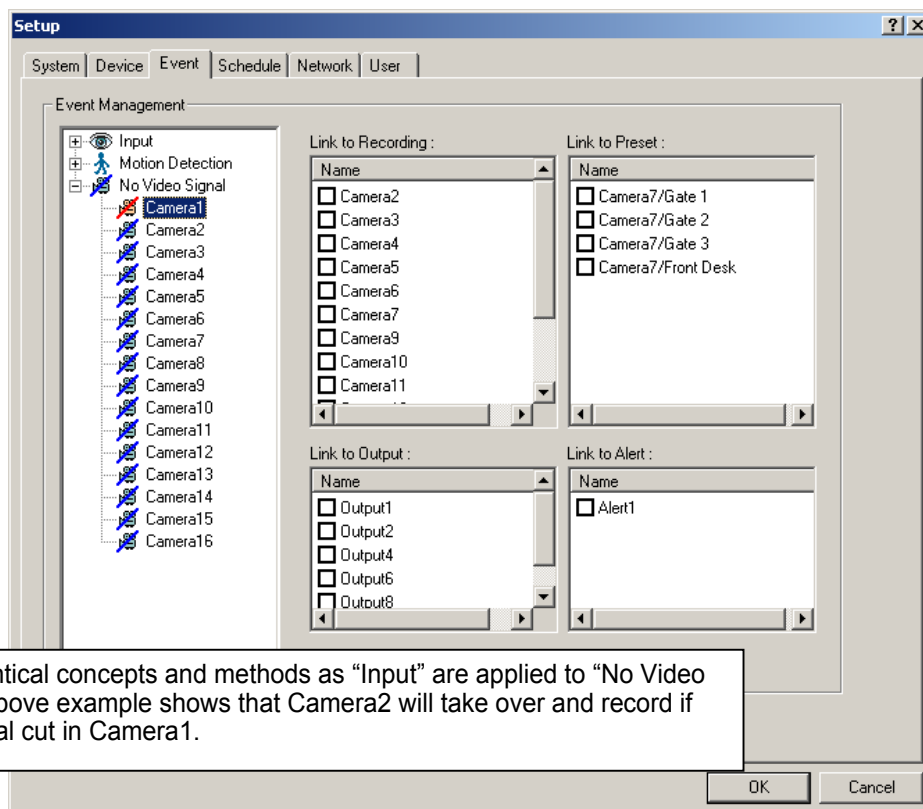 Setup
System Device Event Schedule Network User
Event Management
Input
Motion Detection
No Video Signal
Camera1
Camera2
Camera3
Camera4
Camera5
Camera6
Camera7
Camera8
Camera9
Camera10
Camera11
Camera12
Camera13
Camera14
Camera15
Camera16
Link to Recording :
Name
Camera2
Camera3
Camera4
Camera5
Camera6
Camera7
Camera9
Camera10
Camera11
Link to Preset :
Name
Camera7/Gate 1
Camera7/Gate 2
Camera7/Gate 3
Camera7/Front Desk
Link to Output :
Name
Output1
Output2
Output4
Output6
Output8
Link to Alert :
Name
Alert1
ntical concepts and methods as “Input” are applied to “No Video
bove example shows that Camera2 will take over and record if
al cut in Camera1.
OK Cancel